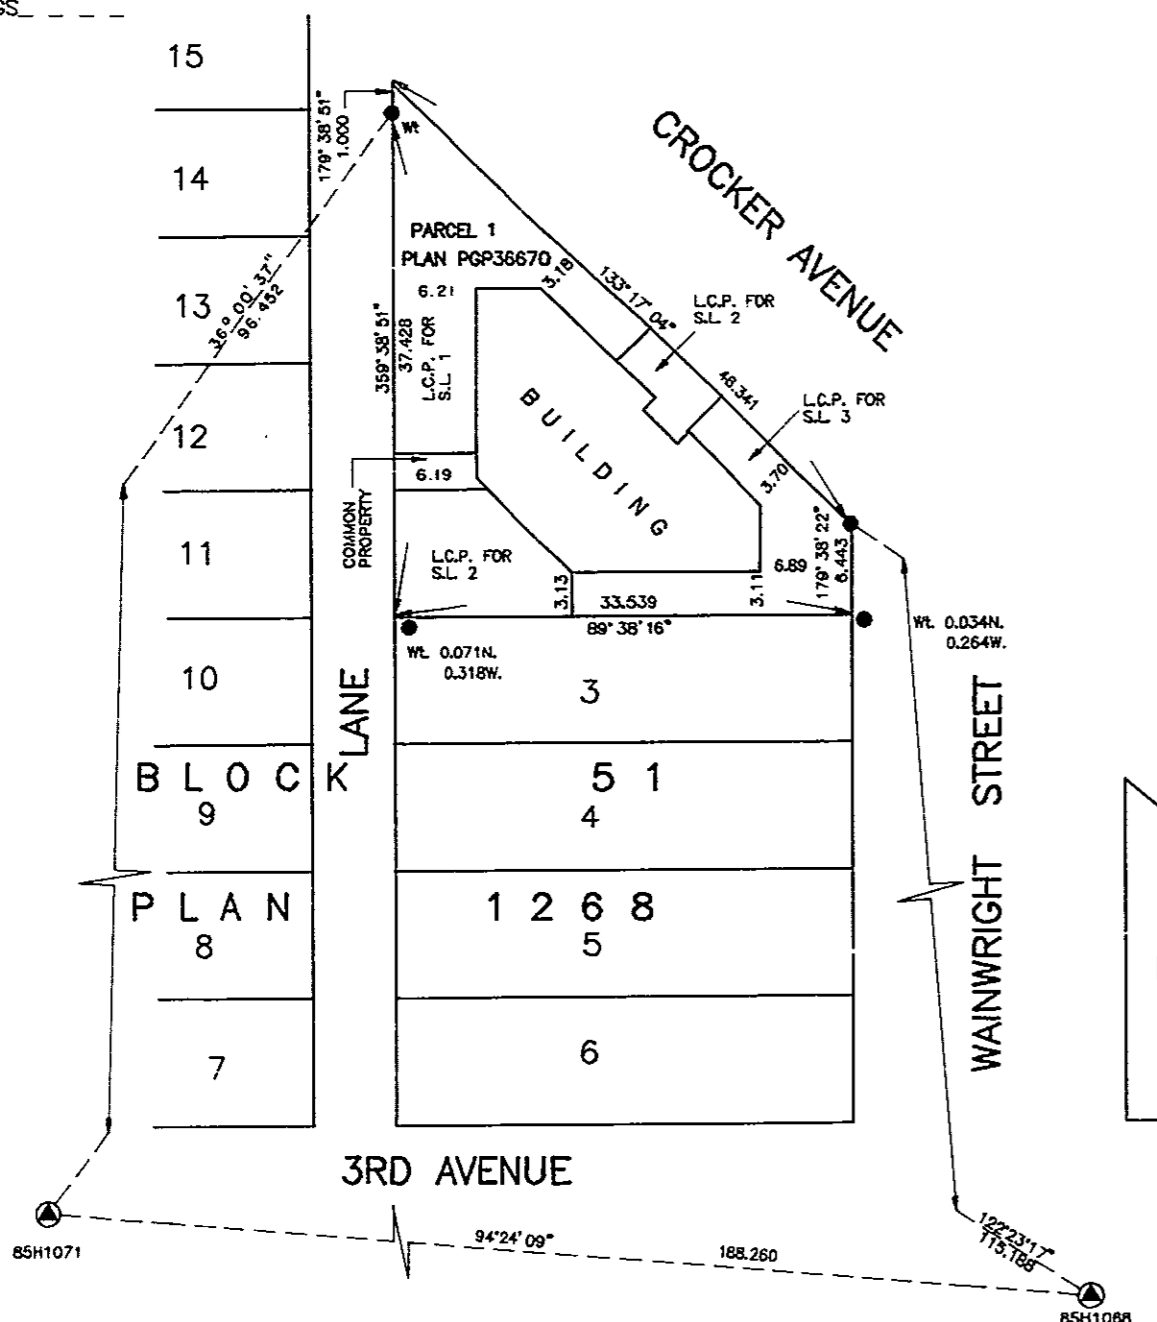 GS
15
14
13
12
11
10
9
8
7
179° 38' 51"
1.000
Wt
CROCKER AVENUE
PARCEL 1
PLAN PGP36670
36° 00' 37"
96.452
359° 38' 51"
37.428
6.21
L.C.P. FOR
S.L. 1
3.18
133° 17' 04"
48.341
L.C.P. FOR
S.L. 2
L.C.P. FOR
S.L. 3
3.70
BUILDING
6.19
COMMON
PROPERTY
L.C.P. FOR
S.L. 2
3.13
33.539
89° 38' 16"
3.11
6.89
179° 38' 22"
6.443
Wt. 0.071N.
0.318W.
Wt. 0.034N.
0.264W.
LANE
3
BLOCK 51
4
PLAN 1268
5
6
WAINWRIGHT STREET
3RD AVENUE
85H1071
94°24'09"
188.260
122°23'17"
115.188
85H1068